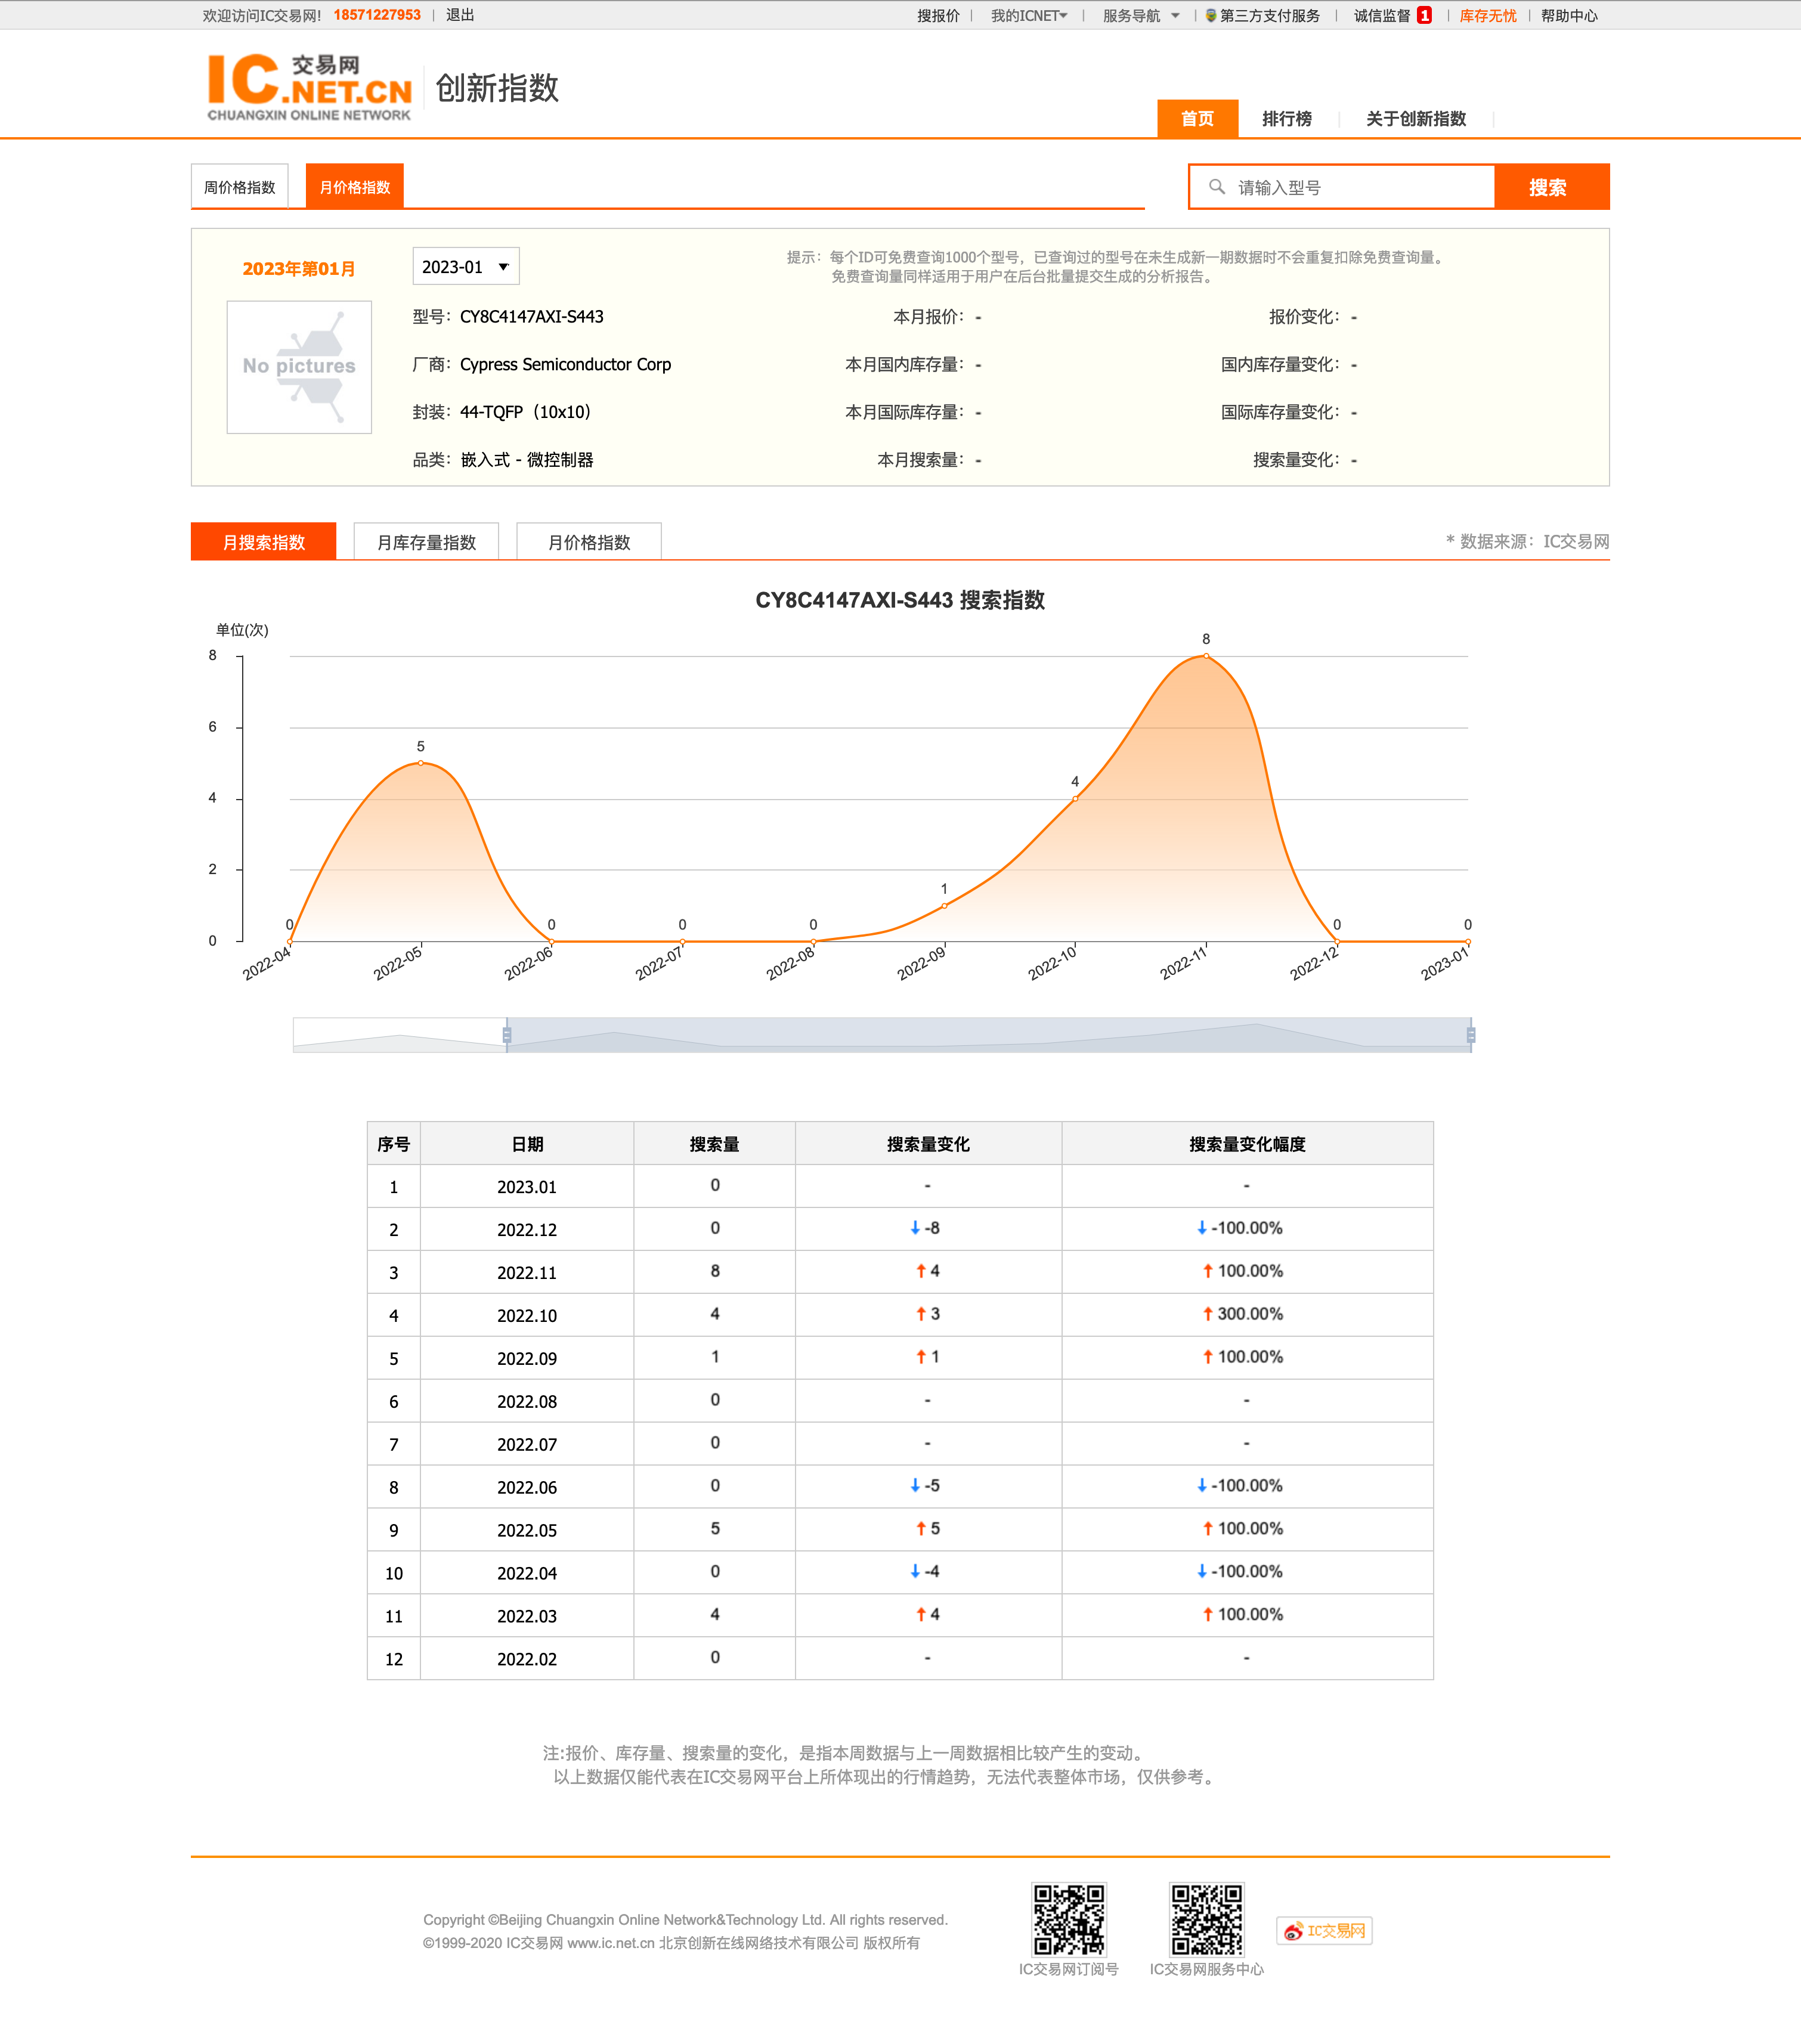 欢迎访问IC交易网! 18571227953 | 退出
搜报价 | 我的ICNET | 服务导航 | 第三方支付服务 | 诚信监督 1 | 库存无忧 | 帮助中心
IC交易网
.NET.CN
CHUANGXIN ONLINE NETWORK
创新指数
首页 排行榜 关于创新指数
周价格指数 月价格指数
请输入型号 搜索
2023年第01月 2023-01
提示：每个ID可免费查询1000个型号，已查询过的型号在未生成新一期数据时不会重复扣除免费查询量。
免费查询量同样适用于用户在后台批量提交生成的分析报告。
No pictures
型号：CY8C4147AXI-S443 本月报价：- 报价变化：-
厂商：Cypress Semiconductor Corp 本月国内库存量：- 国内库存量变化：-
封装：44-TQFP（10x10） 本月国际库存量：- 国际库存量变化：-
品类：嵌入式 - 微控制器 本月搜索量：- 搜索量变化：-
月搜索指数 月库存量指数 月价格指数 * 数据来源：IC交易网
CY8C4147AXI-S443 搜索指数
单位(次)
8
6
4
2
0
0 5 0 0 0 1 4 8 0 0
2022-04 2022-05 2022-06 2022-07 2022-08 2022-09 2022-10 2022-11 2022-12 2023-01
序号 日期 搜索量 搜索量变化 搜索量变化幅度
1 2023.01 0 - -
2 2022.12 0 ↓-8 ↓-100.00%
3 2022.11 8 ↑4 ↑100.00%
4 2022.10 4 ↑3 ↑300.00%
5 2022.09 1 ↑1 ↑100.00%
6 2022.08 0 - -
7 2022.07 0 - -
8 2022.06 0 ↓-5 ↓-100.00%
9 2022.05 5 ↑5 ↑100.00%
10 2022.04 0 ↓-4 ↓-100.00%
11 2022.03 4 ↑4 ↑100.00%
12 2022.02 0 - -
注:报价、库存量、搜索量的变化，是指本周数据与上一周数据相比较产生的变动。
以上数据仅能代表在IC交易网平台上所体现出的行情趋势，无法代表整体市场，仅供参考。
Copyright ©Beijing Chuangxin Online Network&Technology Ltd. All rights reserved.
©1999-2020 IC交易网 www.ic.net.cn 北京创新在线网络技术有限公司 版权所有
IC交易网订阅号 IC交易网服务中心
IC交易网